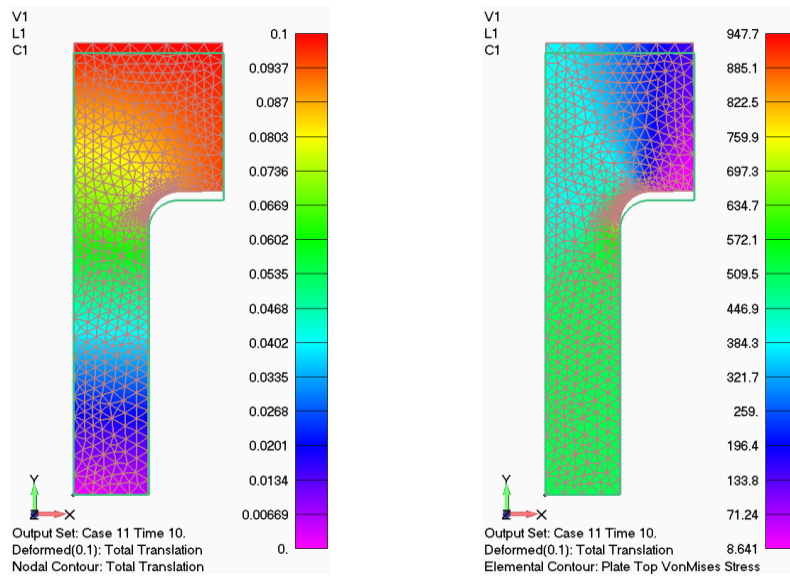 V1
L1
C1
0.1
0.0937
0.087
0.0803
0.0736
0.0669
0.0602
0.0535
0.0468
0.0402
0.0335
0.0268
0.0201
0.0134
0.00669
0.
Y
Z
X
Output Set: Case 11 Time 10.
Deformed(0.1): Total Translation
Nodal Contour: Total Translation
V1
L1
C1
947.7
885.1
822.5
759.9
697.3
634.7
572.1
509.5
446.9
384.3
321.7
259.
196.4
133.8
71.24
8.641
Y
Z
X
Output Set: Case 11 Time 10.
Deformed(0.1): Total Translation
Elemental Contour: Plate Top VonMises Stress